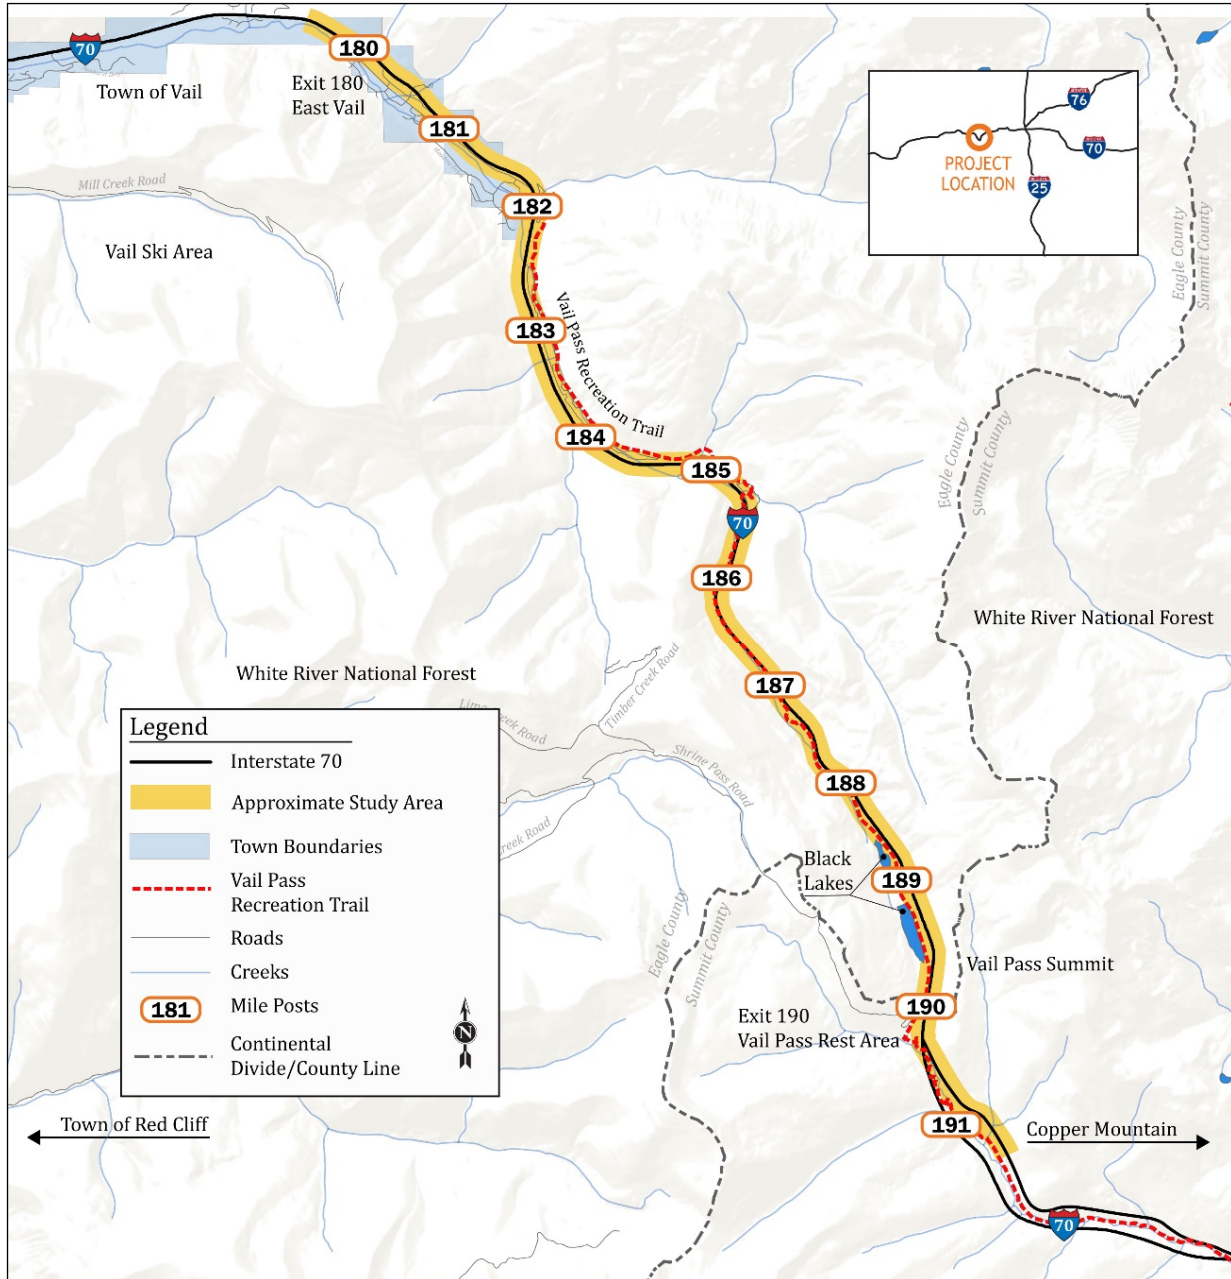 70
180
Town of Vail
Exit 180
East Vail
181
Mill Creek Road
182
Vail Ski Area
76
70
25
PROJECT
LOCATION
Eagle County
Summit County
Vail Pass Recreation Trail
183
184
185
70
Eagle County
Summit County
186
White River National Forest
White River National Forest
187
Timber Creek Road
Creek Road
Shrine Pass Road
Creek Road
188
Black
Lakes
189
Eagle County
Summit County
Vail Pass Summit
190
Exit 190
Vail Pass Rest Area
191
Copper Mountain
Town of Red Cliff
70
Legend
Interstate 70
Approximate Study Area
Town Boundaries
Vail Pass
Recreation Trail
Roads
Creeks
181
Mile Posts
Continental
Divide/County Line
N